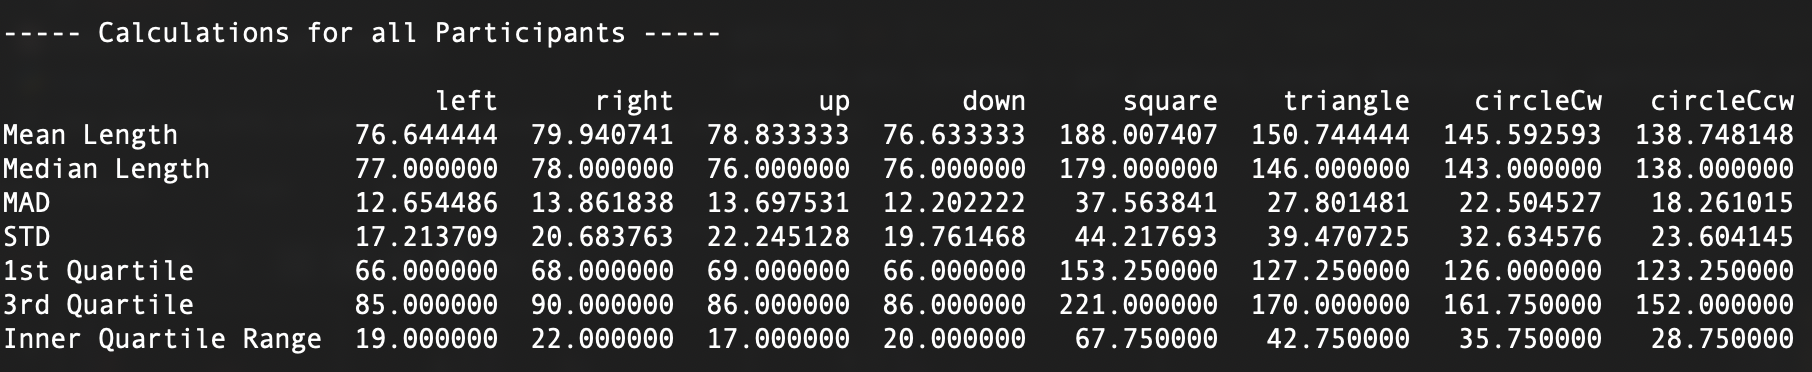 ----- Calculations for all Participants -----
left right up down square triangle circleCw circleCcw
Mean Length 76.644444 79.940741 78.833333 76.633333 188.007407 150.744444 145.592593 138.748148
Median Length 77.000000 78.000000 76.000000 76.000000 179.000000 146.000000 143.000000 138.000000
MAD 12.654486 13.861838 13.697531 12.202222 37.563841 27.801481 22.504527 18.261015
STD 17.213709 20.683763 22.245128 19.761468 44.217693 39.470725 32.634576 23.604145
1st Quartile 66.000000 68.000000 69.000000 66.000000 153.250000 127.250000 126.000000 123.250000
3rd Quartile 85.000000 90.000000 86.000000 86.000000 221.000000 170.000000 161.750000 152.000000
Inner Quartile Range 19.000000 22.000000 17.000000 20.000000 67.750000 42.750000 35.750000 28.750000